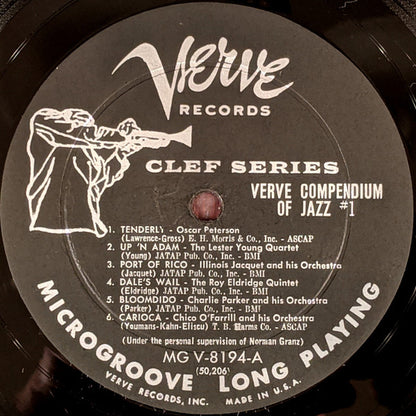 Verve
RECORDS
CLEF SERIES
VERVE COMPENDIUM
OF JAZZ #1
1. TENDERLY - Oscar Peterson
(Lawrence-Gross) E. H. Morris & Co., Inc. - ASCAP
2. UP 'N ADAM - The Lester Young Quartet
(Young) JATAP Pub. Co., Inc. - BMI
3. PORT OF RICO - Illinois Jacquet and his Orchestra
(Jacquet) JATAP Pub. Co., Inc. - BMI
4. DALE'S WAIL - The Roy Eldridge Quintet
(Eldridge) JATAP Pub. Co., Inc. - BMI
5. BLOOMDIDO - Charlie Parker and his Orchestra
(Parker) JATAP Pub. Co., Inc. - BMI
6. CARIOCA - Chico O'Farrill and his Orchestra
(Youmans-Kahn-Eliscu) T. B. Harms Co. - ASCAP
(Under the personal supervision of Norman Granz)
MG V-8194-A
(50,206)
MICROGROOVE LONG PLAYING
VERVE RECORDS, INC. MADE IN U.S.A.